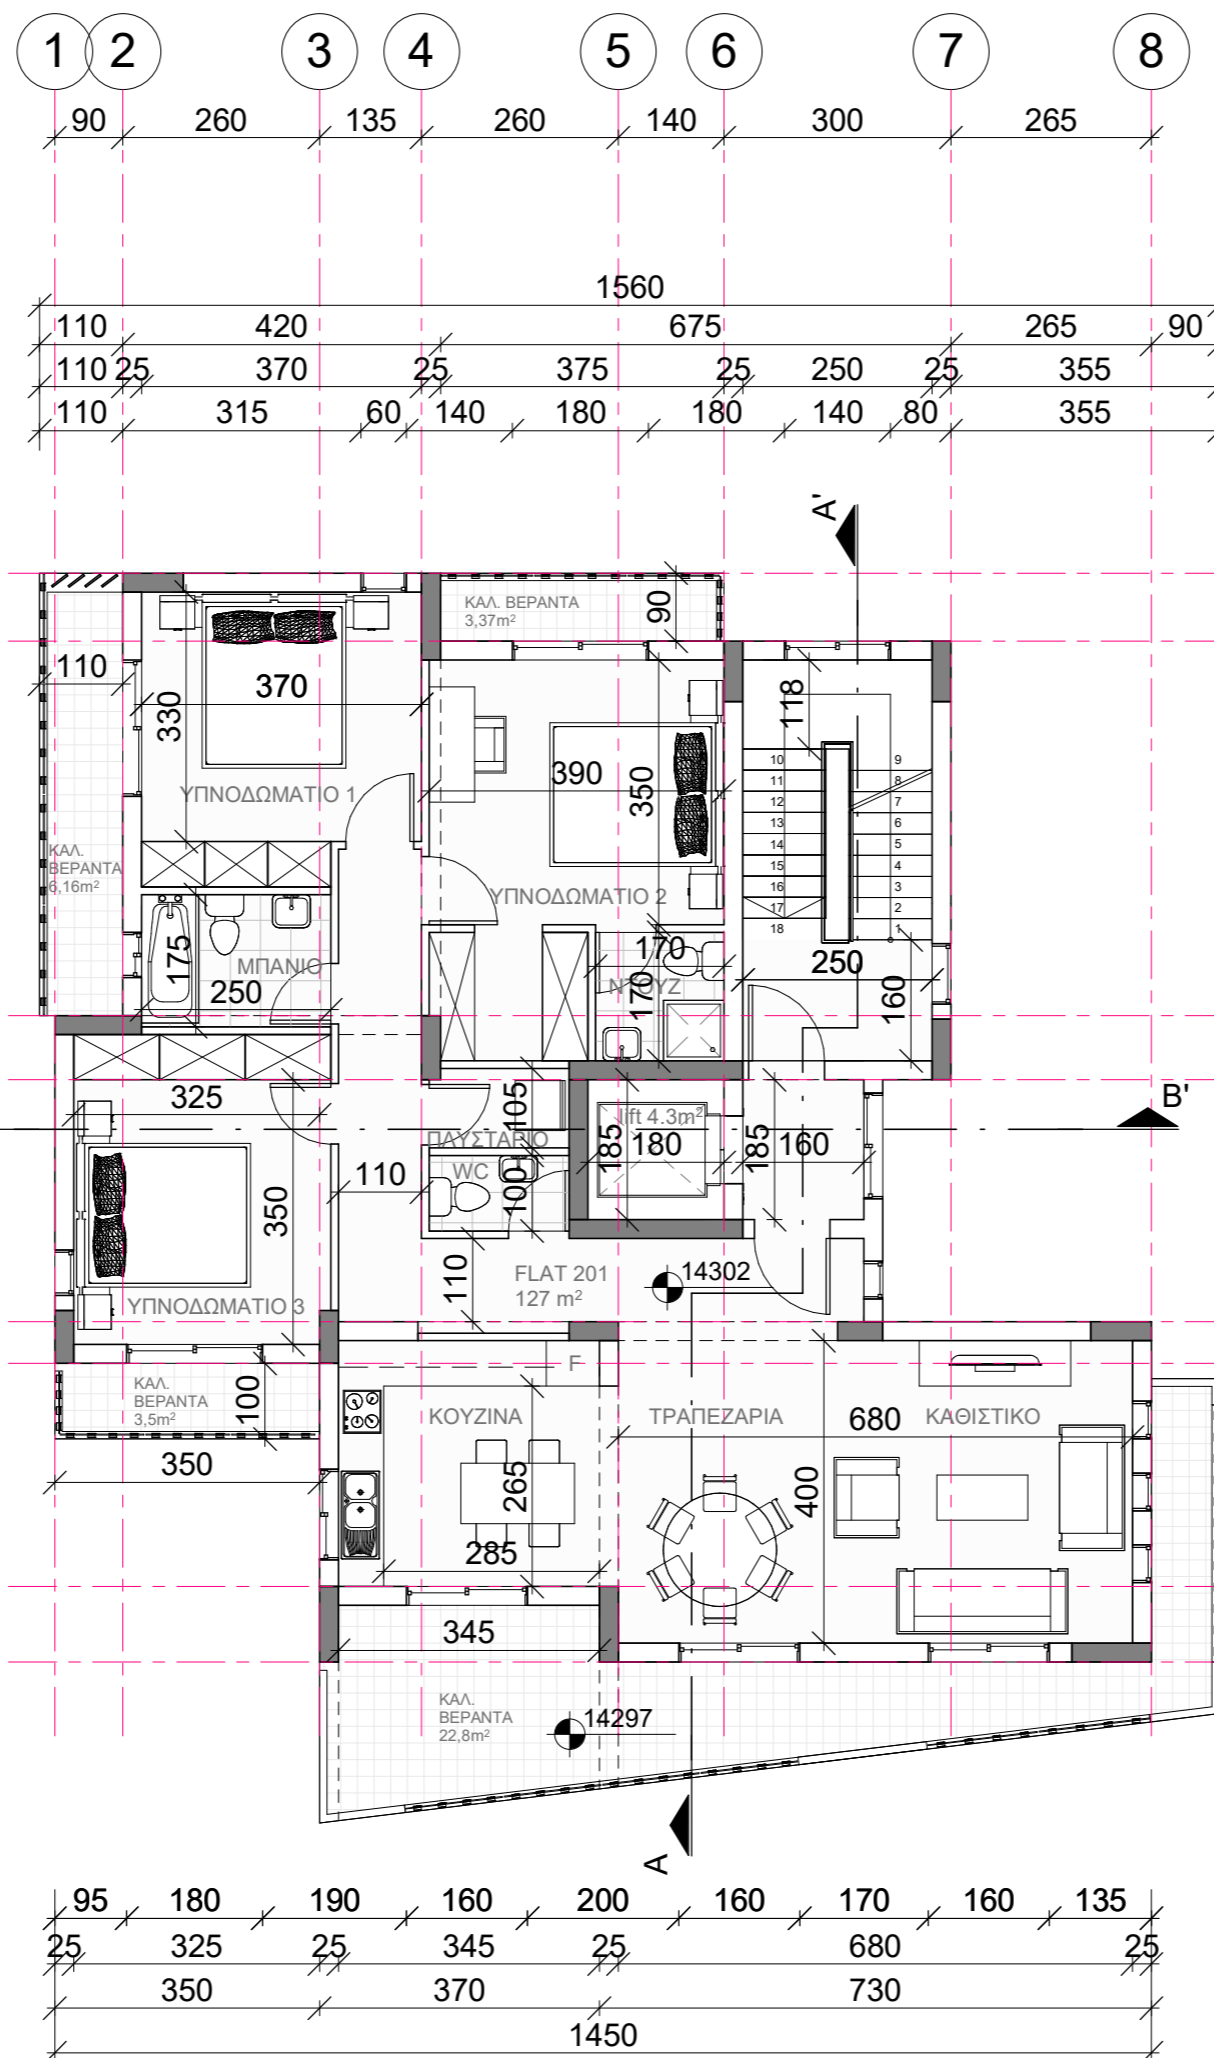 1 2 3 4 5 6 7 8
90 260 135 260 140 300 265
1560
110 420 675 265 90
110 25 370 25 375 25 250 25 355
110 315 60 140 180 180 140 80 355
A'
ΚΑΛ. ΒΕΡΑΝΤΑ
3,37m²
90
110
370
330
118
390
350
ΥΠΝΟΔΩΜΑΤΙΟ 1
10 9
11 8
12 7
13 6
14 5
15 4
16 3
17 2
18 1
ΚΑΛ.
ΒΕΡΑΝΤΑ
6,16m²
ΥΠΝΟΔΩΜΑΤΙΟ 2
175
ΜΠΑΝΙΟ
250
170
ΝΤΟΥΖ
170
250
160
325
105
ΠΛΥΣΤΑΡΙΟ
lift 4.3m²
185
180
185
160
B'
WC
100
110
350
110
FLAT 201
127 m²
14302
ΥΠΝΟΔΩΜΑΤΙΟ 3
F
ΚΑΛ.
ΒΕΡΑΝΤΑ
3,5m²
100
ΚΟΥΖΙΝΑ
ΤΡΑΠΕΖΑΡΙΑ
ΚΑΘΙΣΤΙΚΟ
680
350
265
400
285
345
ΚΑΛ.
ΒΕΡΑΝΤΑ
22,8m²
14297
A
95 180 190 160 200 160 170 160 135
25 325 25 345 25 680 25
350 370 730
1450